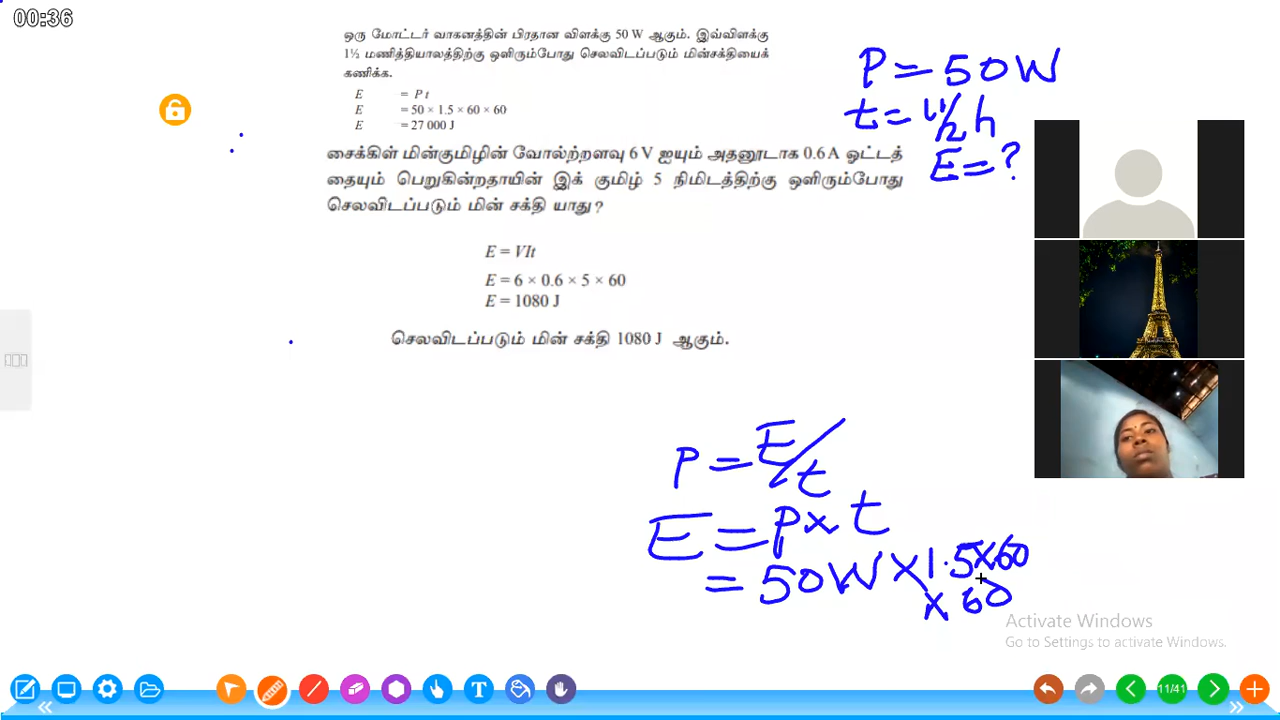 00:36
ஒரு மோட்டர் வாகனத்தின் பிரதான விளக்கு 50 W ஆகும். இவ்விளக்கு
1½ மணித்தியாலத்திற்கு ஒளிரும்போது செலவிடப்படும் மின்சக்தியைக்
கணிக்க.
E = P t
E = 50 × 1.5 × 60 × 60
E = 27 000 J
P = 50W
t = 1 1/2 h
E = ?
சைக்கிள் மின்குமிழின் வோல்ற்றளவு 6 V ஐயும் அதனூடாக 0.6 A ஓட்டத்
தையும் பெறுகின்றதாயின் இக் குமிழ் 5 நிமிடத்திற்கு ஒளிரும்போது
செலவிடப்படும் மின் சக்தி யாது ?
E = VIt
E = 6 × 0.6 × 5 × 60
E = 1080 J
செலவிடப்படும் மின் சக்தி 1080 J ஆகும்.
P = E/t
E = P × t
= 50W × 1.5 × 60
× 60
Activate Windows
Go to Settings to activate Windows.
11/41